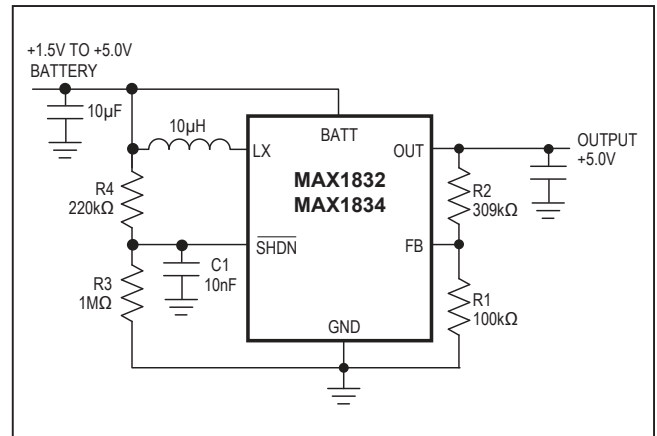 +1.5V TO +5.0V
BATTERY
10µF
10µH
BATT
LX
OUT
OUTPUT
+5.0V
MAX1832
MAX1834
R4
220kΩ
R2
309kΩ
SHDN
FB
C1
10nF
R3
1MΩ
R1
100kΩ
GND